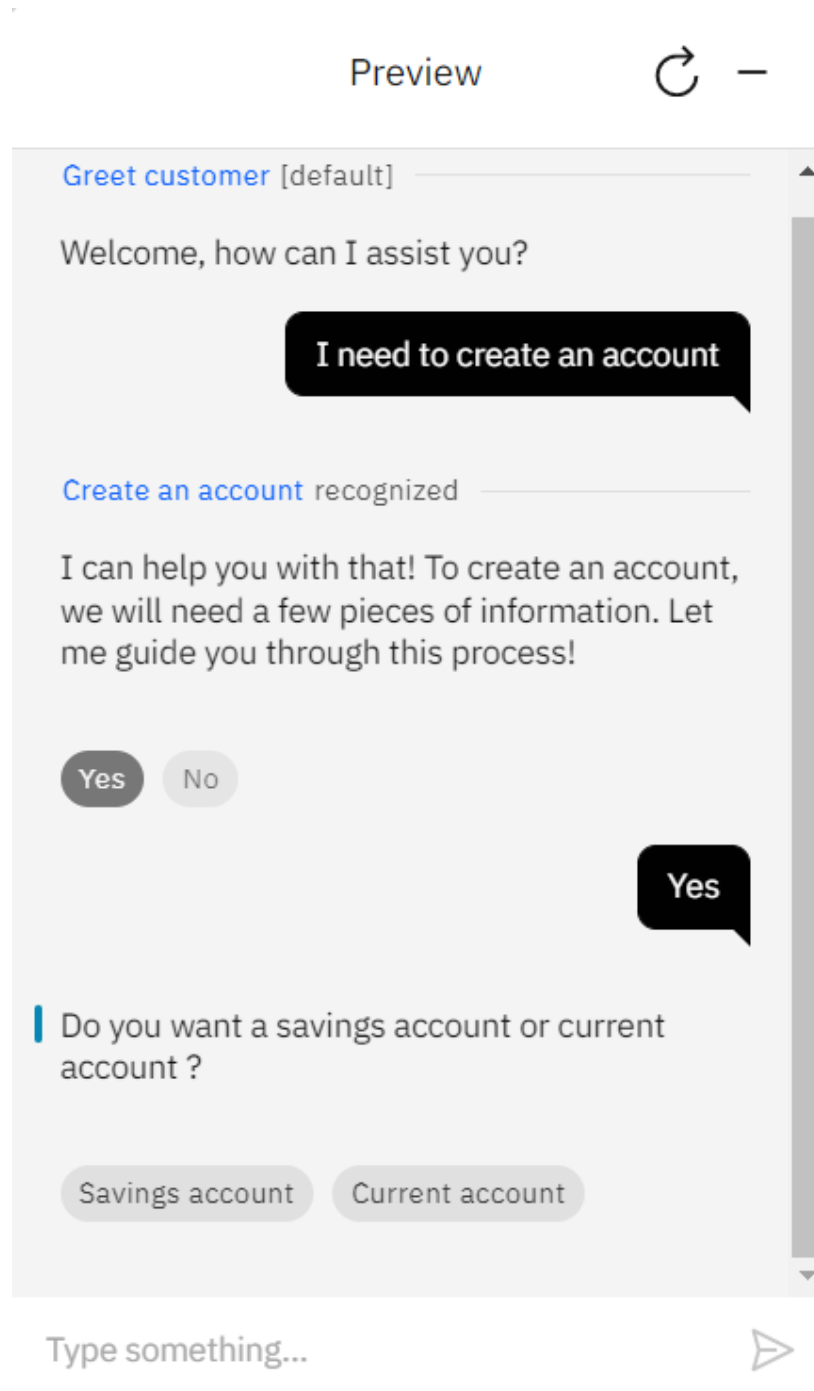 Preview
Greet customer [default]
Welcome, how can I assist you?
I need to create an account
Create an account recognized
I can help you with that! To create an account,
we will need a few pieces of information. Let
me guide you through this process!
Yes No
Yes
Do you want a savings account or current
account ?
Savings account Current account
Type something...